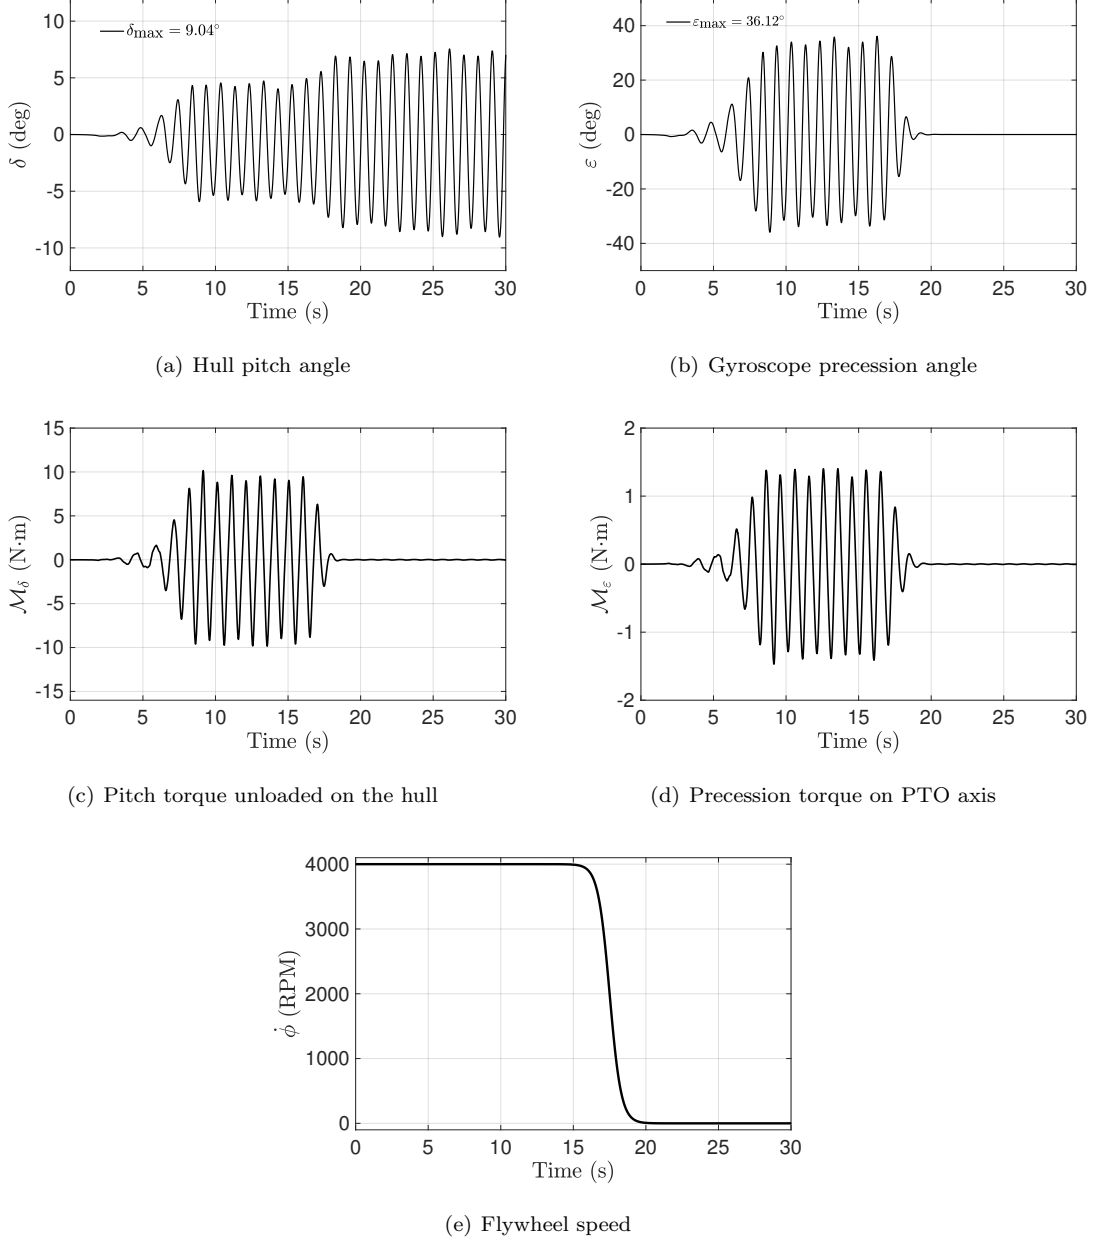 10
5
0
-5
-10
δ (deg)
δmax = 9.04°
0 5 10 15 20 25 30
Time (s)
(a) Hull pitch angle
40
20
0
-20
-40
ε (deg)
εmax = 36.12°
0 5 10 15 20 25 30
Time (s)
(b) Gyroscope precession angle
15
10
5
0
-5
-10
-15
ℳδ (N·m)
0 5 10 15 20 25 30
Time (s)
(c) Pitch torque unloaded on the hull
2
1
0
-1
-2
ℳε (N·m)
0 5 10 15 20 25 30
Time (s)
(d) Precession torque on PTO axis
4000
3000
2000
1000
0
φ̇ (RPM)
0 5 10 15 20 25 30
Time (s)
(e) Flywheel speed